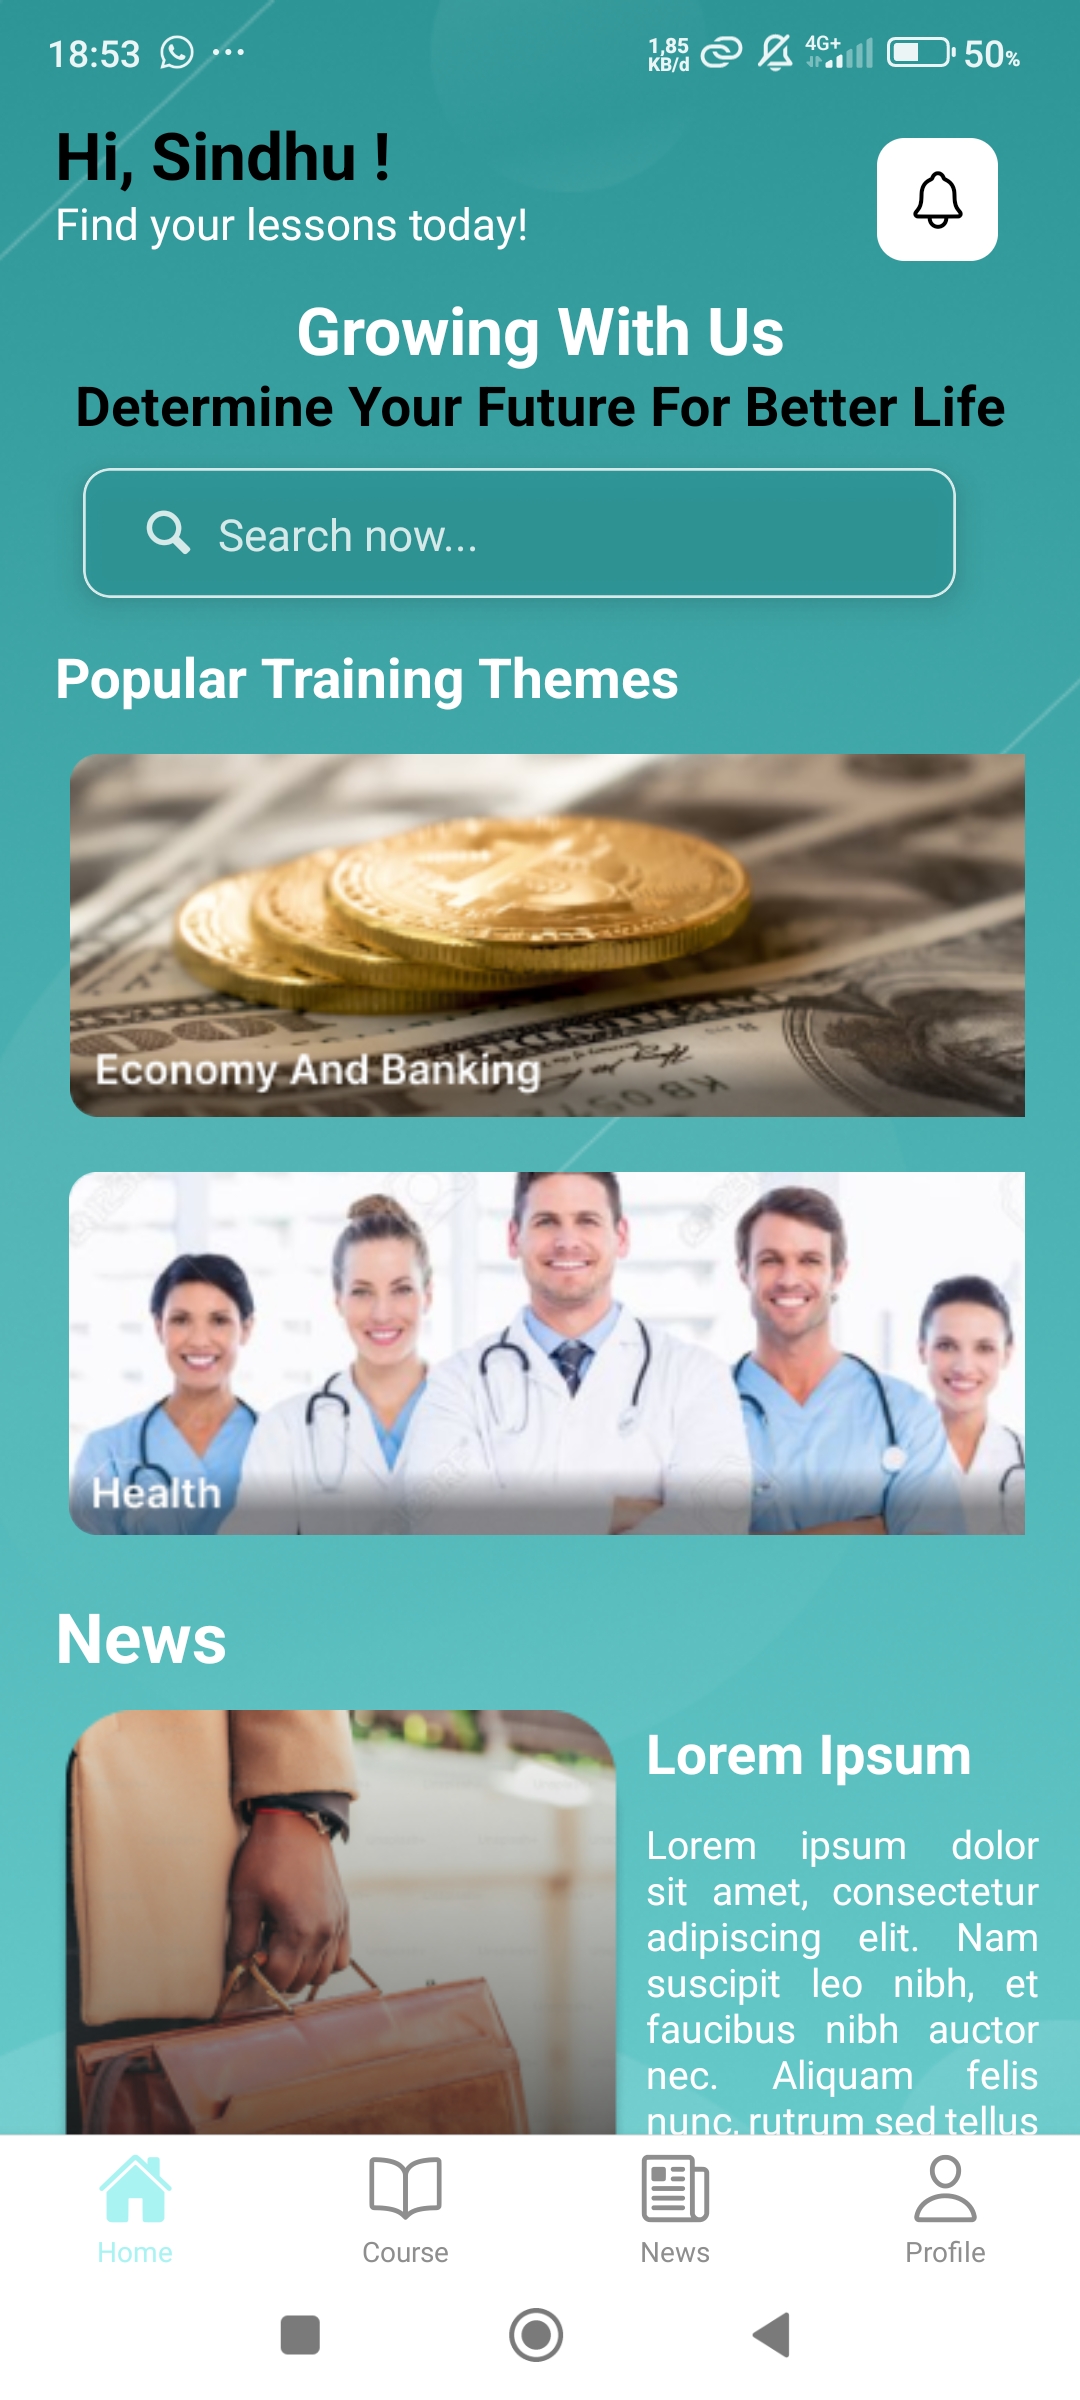 18:53
1,85
KB/d
4G+
50%
Hi, Sindhu !
Find your lessons today!
Growing With Us
Determine Your Future For Better Life
Search now...
Popular Training Themes
Economy And Banking
Health
News
Lorem Ipsum
Lorem ipsum dolor
sit amet, consectetur
adipiscing elit. Nam
suscipit leo nibh, et
faucibus nibh auctor
nec. Aliquam felis
nunc, rutrum sed tellus
Home
Course
News
Profile